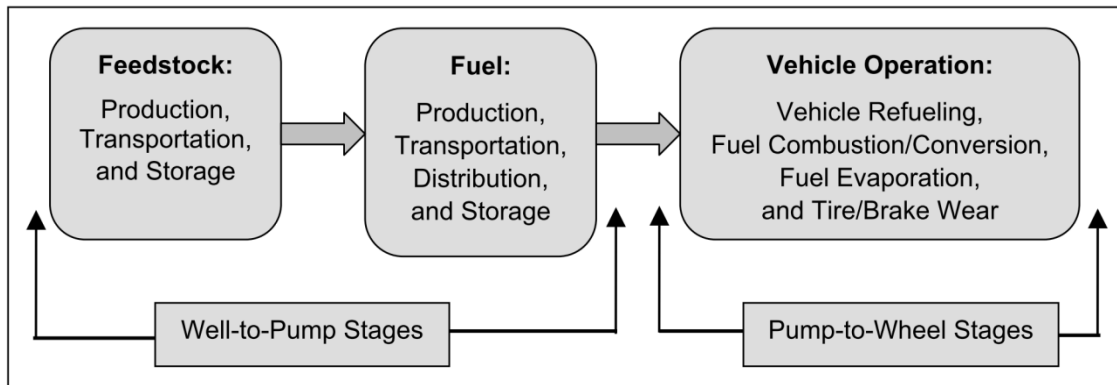 Feedstock:
Production,
Transportation,
and Storage
Fuel:
Production,
Transportation,
Distribution,
and Storage
Vehicle Operation:
Vehicle Refueling,
Fuel Combustion/Conversion,
Fuel Evaporation,
and Tire/Brake Wear
Well-to-Pump Stages
Pump-to-Wheel Stages